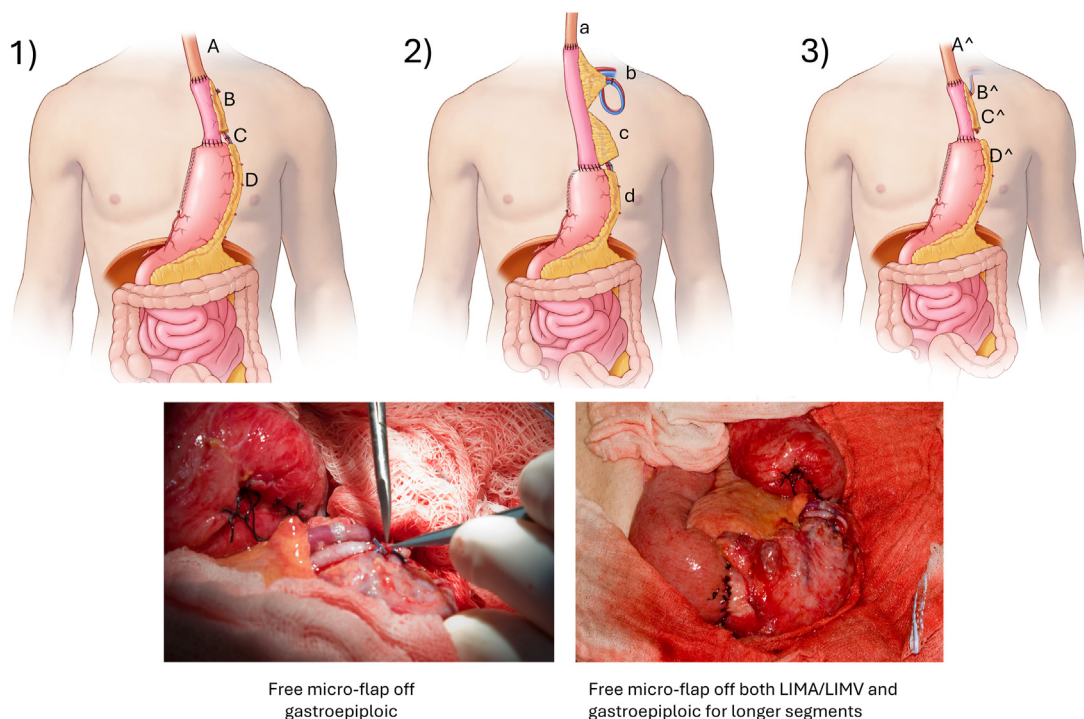 1)
A
B
C
D
2)
a
b
c
d
3)
A^
B^
C^
D^
Free micro-flap off
gastroepiploic
Free micro-flap off both LIMA/LIMV and
gastroepiploic for longer segments